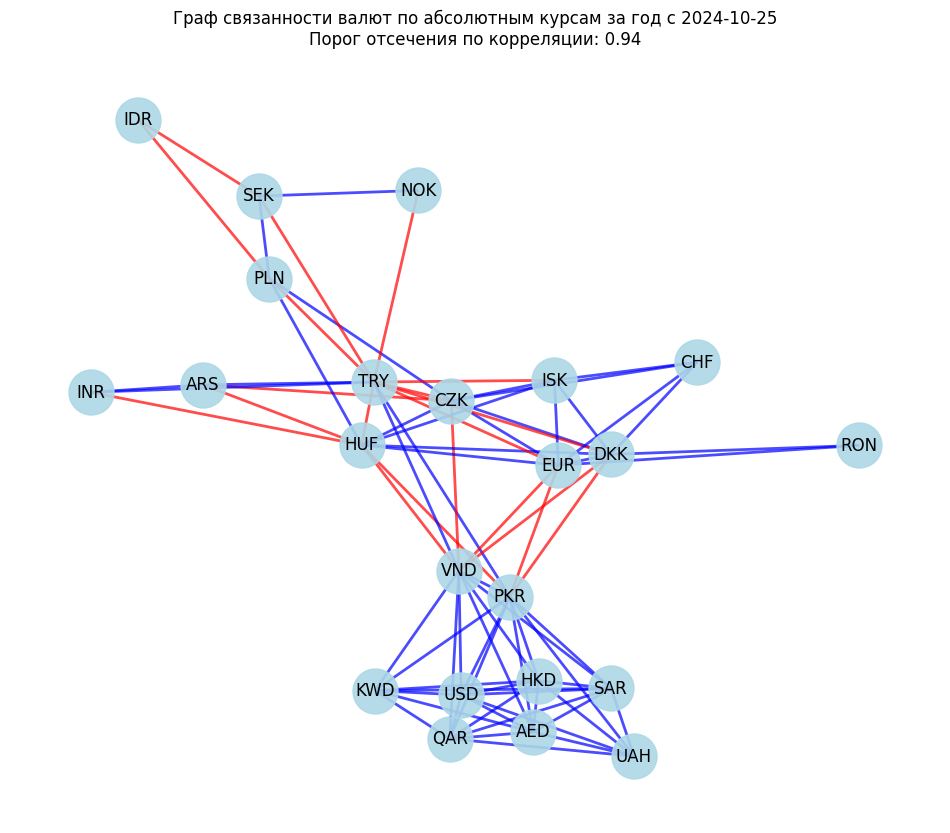 Граф связанности валют по абсолютным курсам за год с 2024-10-25
Порог отсечения по корреляции: 0.94
IDR
SEK
NOK
PLN
CHF
TRY
ISK
ARS
INR
CZK
HUF
RON
DKK
EUR
VND
PKR
HKD
SAR
KWD
USD
AED
QAR
UAH